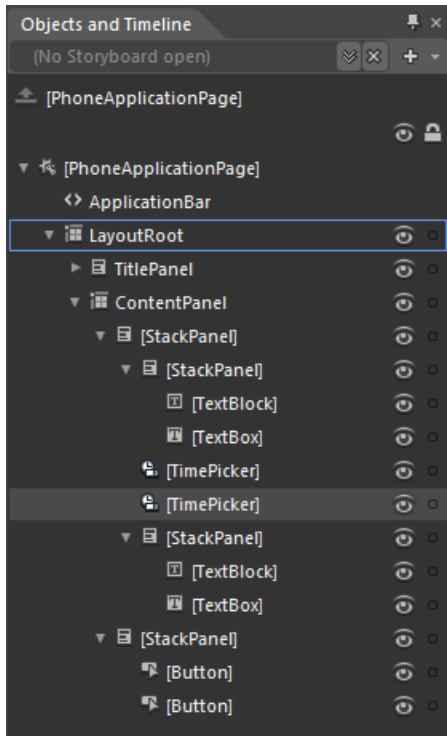 Objects and Timeline
(No Storyboard open)
[PhoneApplicationPage]
[PhoneApplicationPage]
ApplicationBar
LayoutRoot
TitlePanel
ContentPanel
[StackPanel]
[StackPanel]
[TextBlock]
[TextBox]
[TimePicker]
[TimePicker]
[StackPanel]
[TextBlock]
[TextBox]
[StackPanel]
[Button]
[Button]